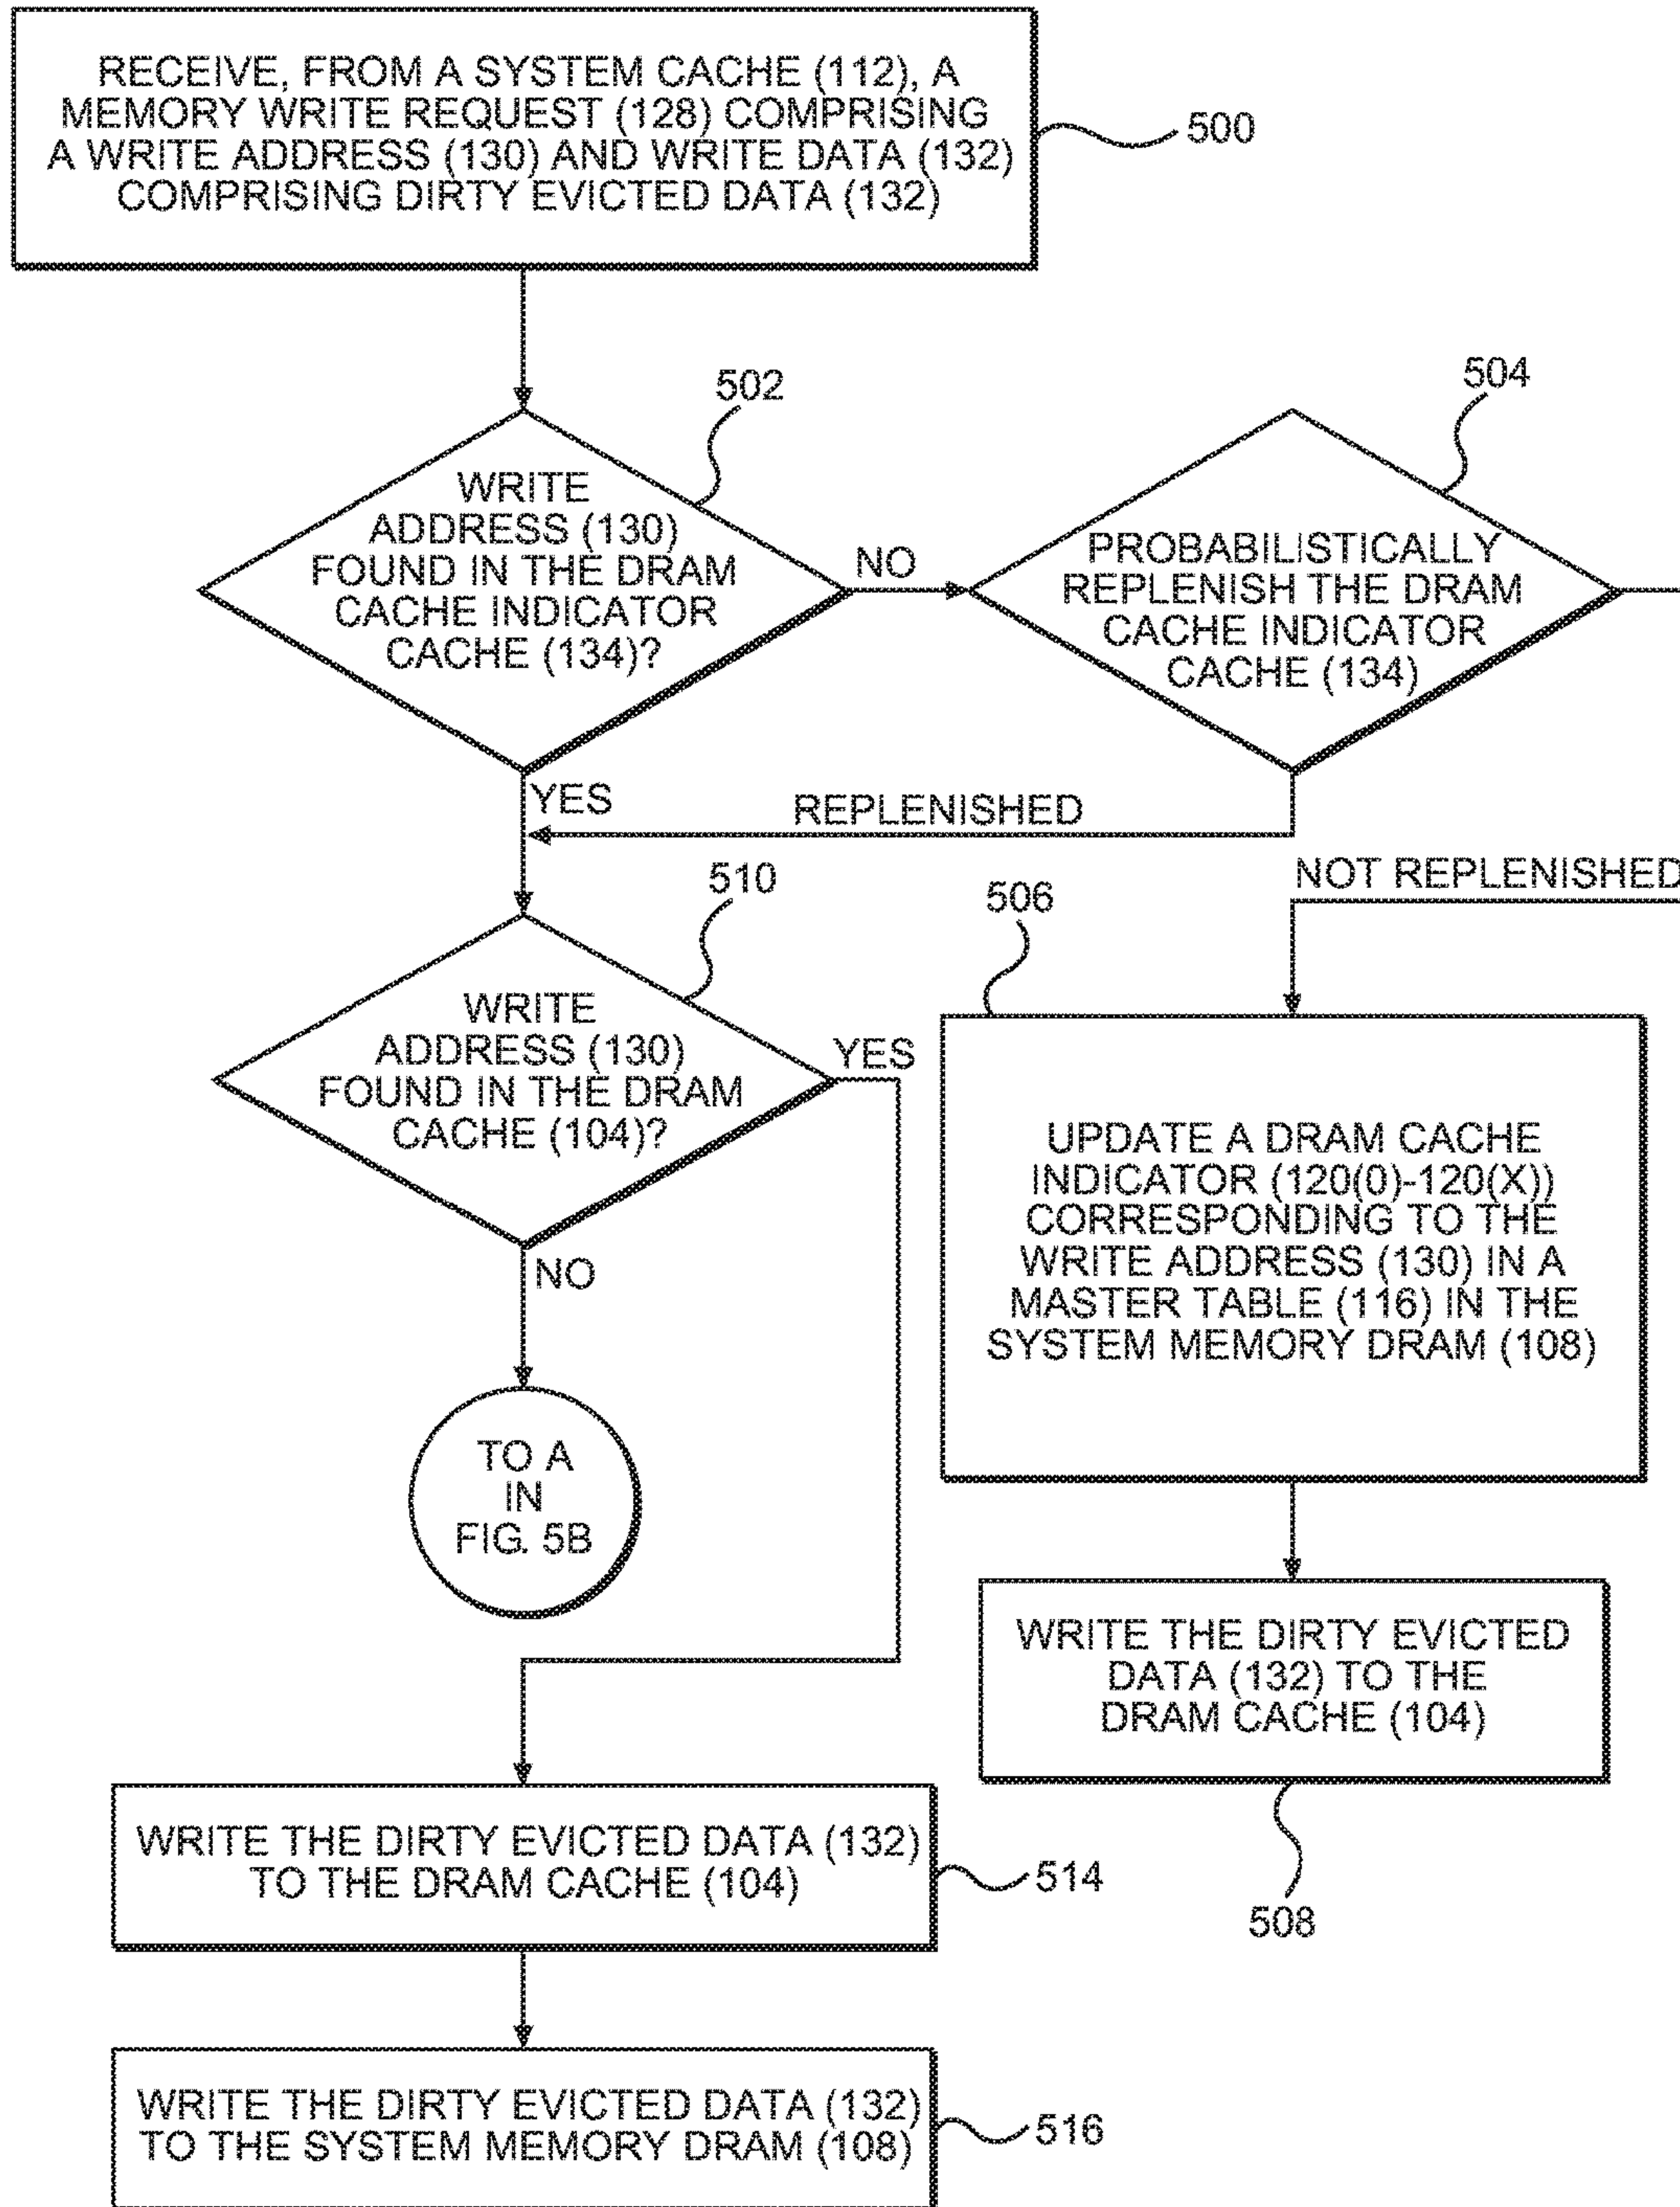 RECEIVE, FROM A SYSTEM CACHE (112), A
MEMORY WRITE REQUEST (128) COMPRISING
A WRITE ADDRESS (130) AND WRITE DATA (132)
COMPRISING DIRTY EVICTED DATA (132)
500
502
504
WRITE
ADDRESS (130)
FOUND IN THE DRAM
CACHE INDICATOR
CACHE (134)?
NO
PROBABILISTICALLY
REPLENISH THE DRAM
CACHE INDICATOR
CACHE (134)
YES
REPLENISHED
NOT REPLENISHED
510
506
WRITE
ADDRESS (130)
FOUND IN THE DRAM
CACHE (104)?
YES
NO
UPDATE A DRAM CACHE
INDICATOR (120(0)-120(X))
CORRESPONDING TO THE
WRITE ADDRESS (130) IN A
MASTER TABLE (116) IN THE
SYSTEM MEMORY DRAM (108)
TO A
IN
FIG. 5B
WRITE THE DIRTY EVICTED
DATA (132) TO THE
DRAM CACHE (104)
508
WRITE THE DIRTY EVICTED DATA (132)
TO THE DRAM CACHE (104)
514
WRITE THE DIRTY EVICTED DATA (132)
TO THE SYSTEM MEMORY DRAM (108)
516